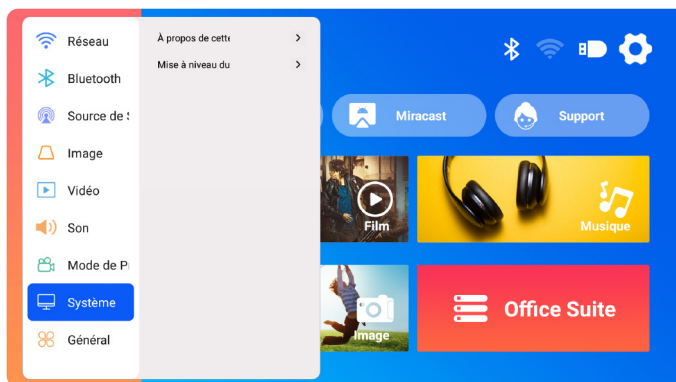 Réseau
Bluetooth
Source de
Image
Vidéo
Son
Mode de
Système
Général
À propos de cette
Mise à niveau du
Miracast
Support
Film
Musique
Image
Office Suite